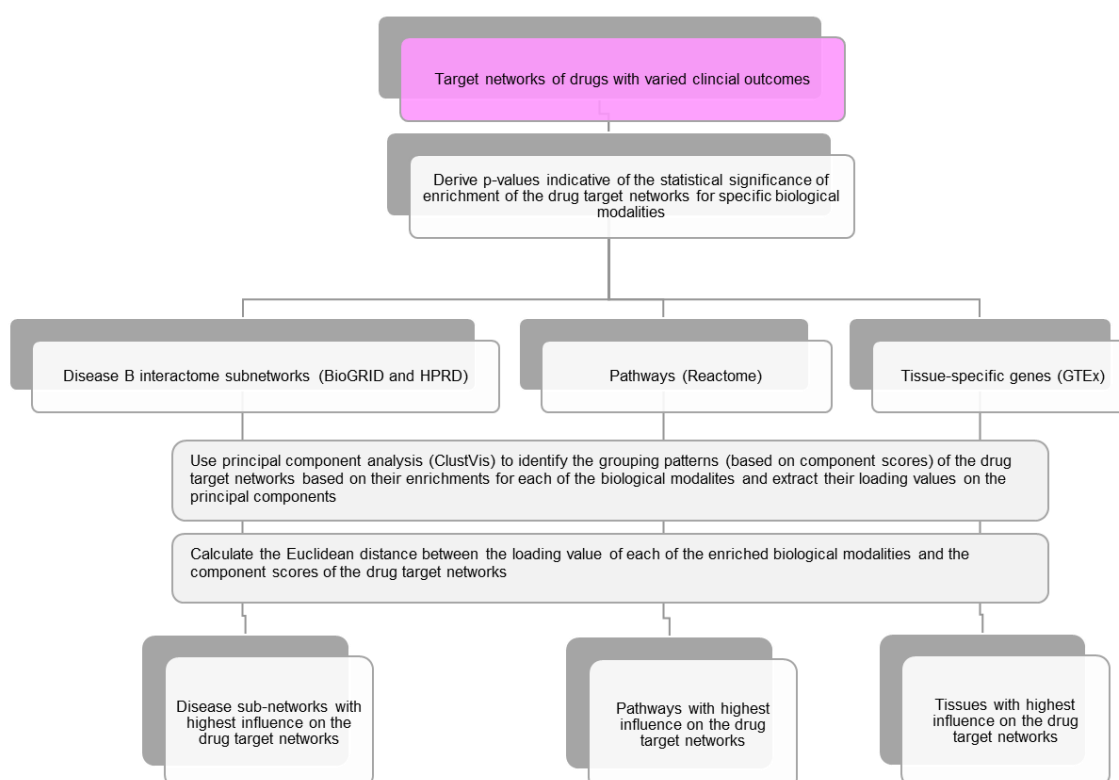 Target networks of drugs with varied clincial outcomes
Derive p-values indicative of the statistical significance of
enrichment of the drug target networks for specific biological
modalities
Disease B interactome subnetworks (BioGRID and HPRD)
Pathways (Reactome)
Tissue-specific genes (GTEx)
Use principal component analysis (ClustVis) to identify the grouping patterns (based on component scores) of the drug
target networks based on their enrichments for each of the biological modalites and extract their loading values on the
principal components
Calculate the Euclidean distance between the loading value of each of the enriched biological modalities and the
component scores of the drug target networks
Disease sub-networks with
highest influence on the
drug target networks
Pathways with highest
influence on the drug
target networks
Tissues with highest
influence on the drug
target networks